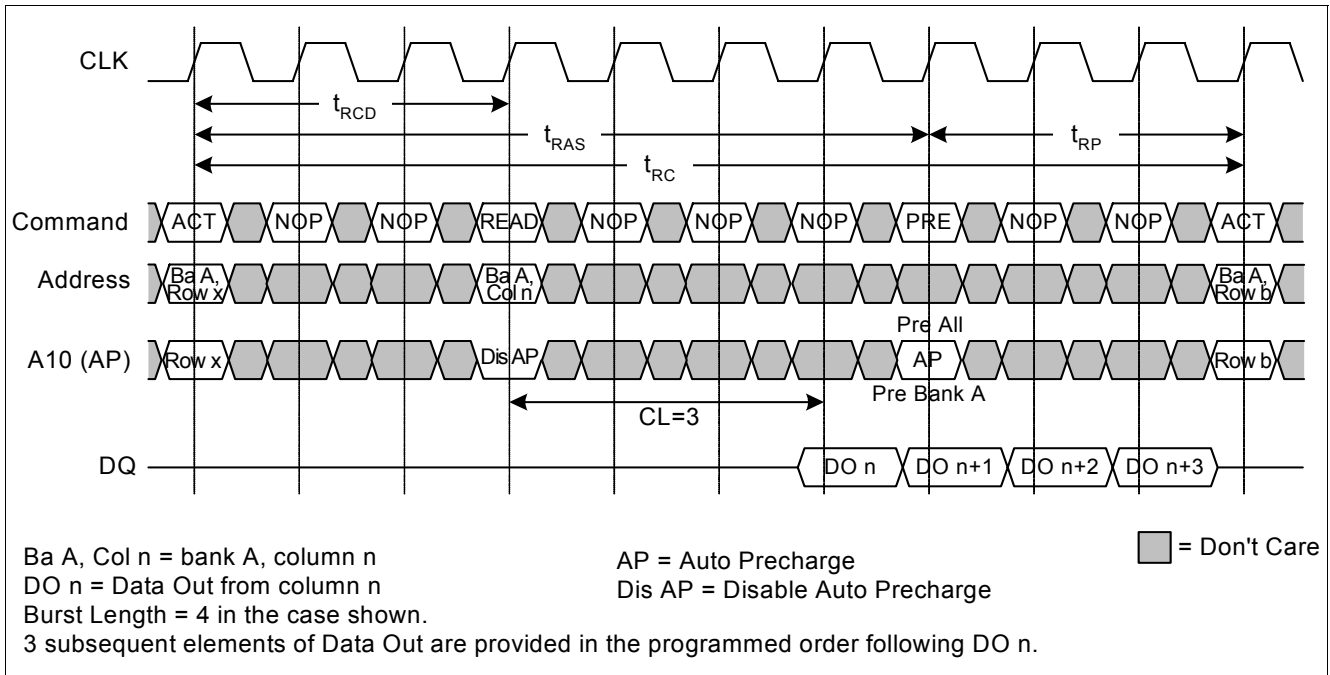 CLK
tRCD
tRAS
tRP
tRC
Command ACT NOP NOP READ NOP NOP NOP PRE NOP NOP ACT
Address Ba A, Row x Ba A, Col n Ba A, Row b
Pre All
A10 (AP) Row x Dis AP AP Row b
Pre Bank A
CL=3
DQ DO n DO n+1 DO n+2 DO n+3
Ba A, Col n = bank A, column n
DO n = Data Out from column n
Burst Length = 4 in the case shown.
3 subsequent elements of Data Out are provided in the programmed order following DO n.
AP = Auto Precharge
Dis AP = Disable Auto Precharge
= Don't Care